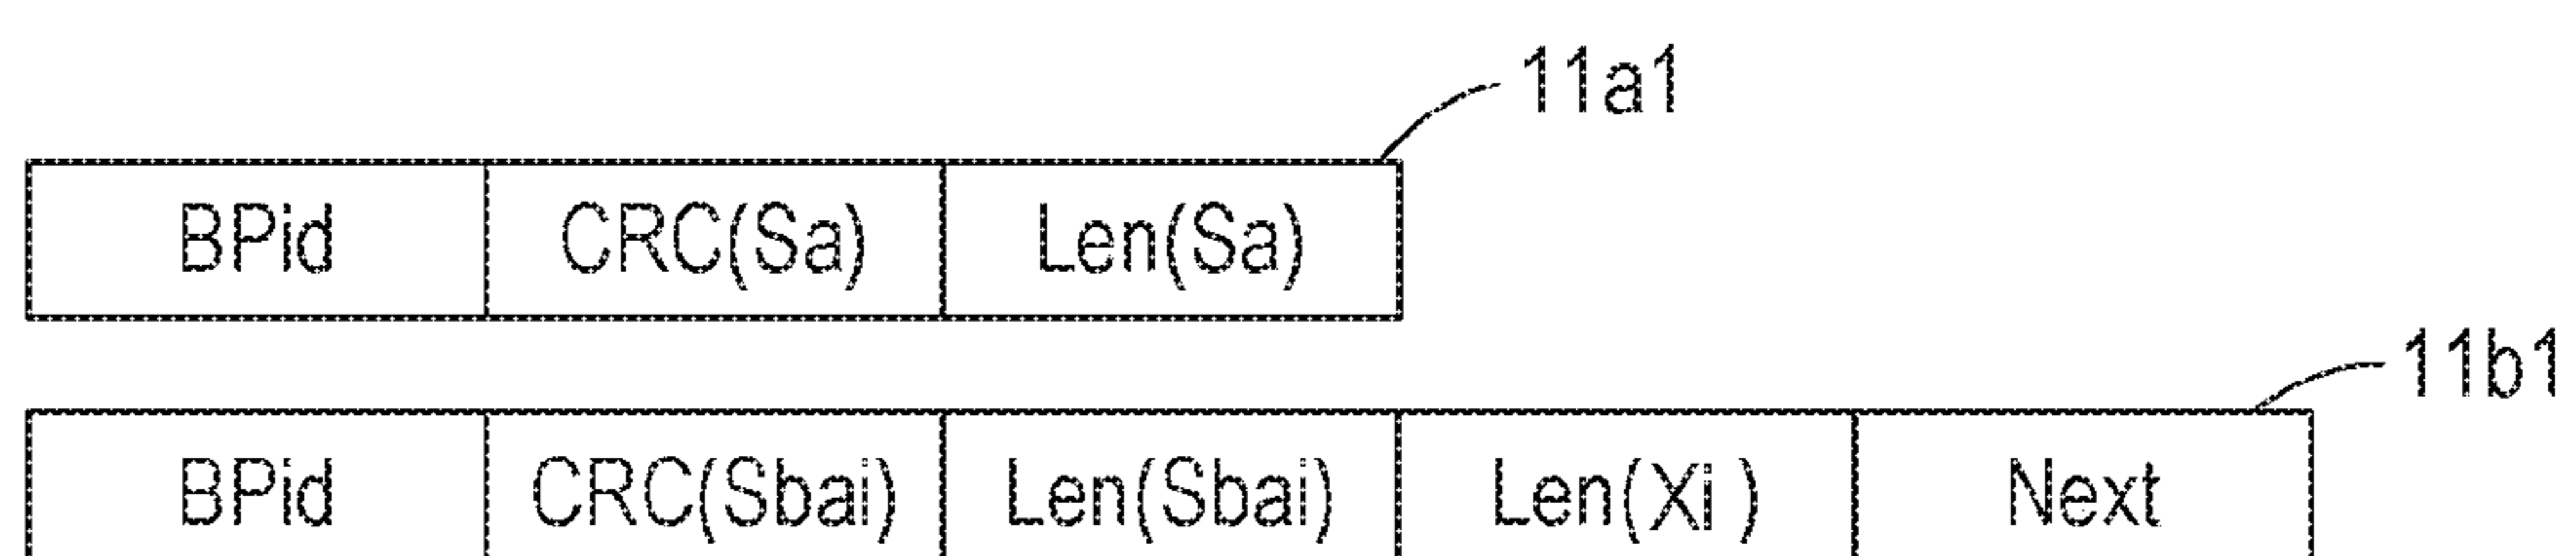 11a1
BPid CRC(Sa) Len(Sa)
11b1
BPid CRC(Sbai) Len(Sbai) Len(Xi ) Next